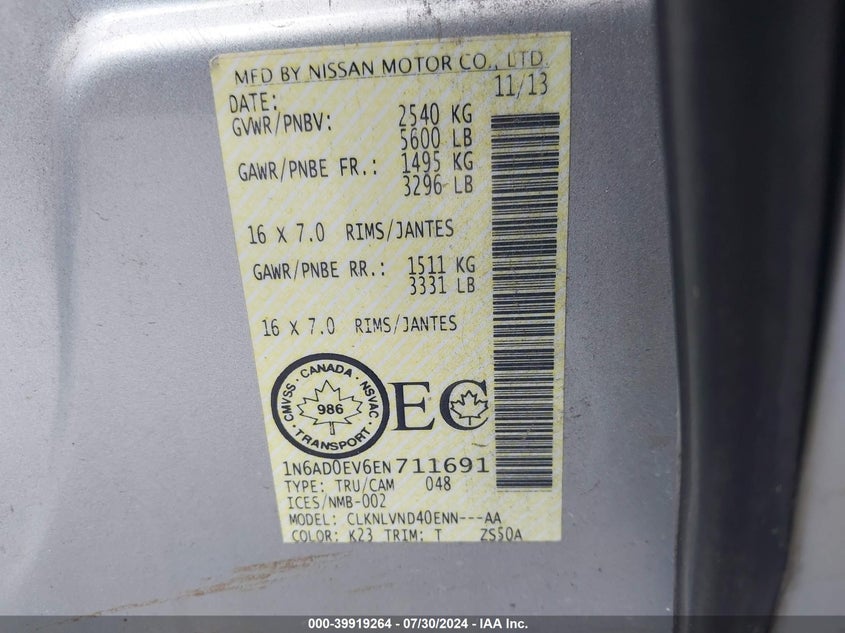 MFD BY NISSAN MOTOR CO., LTD.
DATE: 11/13
GVWR/PNBV: 2540 KG
5600 LB
GAWR/PNBE FR.: 1495 KG
3296 LB
16 X 7.0 RIMS/JANTES
GAWR/PNBE RR.: 1511 KG
3331 LB
16 X 7.0 RIMS/JANTES
CANADA
CMVSS · NSVAC
986
TRANSPORT
EC
1N6AD0EV6EN711691
TYPE: TRU/CAM 048
ICES/NMB-002
MODEL: CLKNLVND40ENN---AA
COLOR: K23 TRIM: T ZS50A
000-39919264 - 07/30/2024 - IAA Inc.